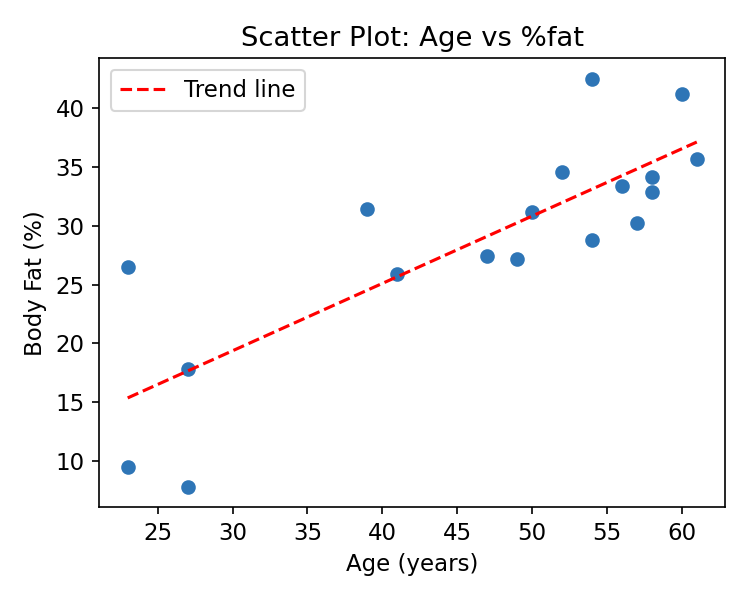 Scatter Plot: Age vs %fat
Trend line
Body Fat (%)
40
35
30
25
20
15
10
25 30 35 40 45 50 55 60
Age (years)